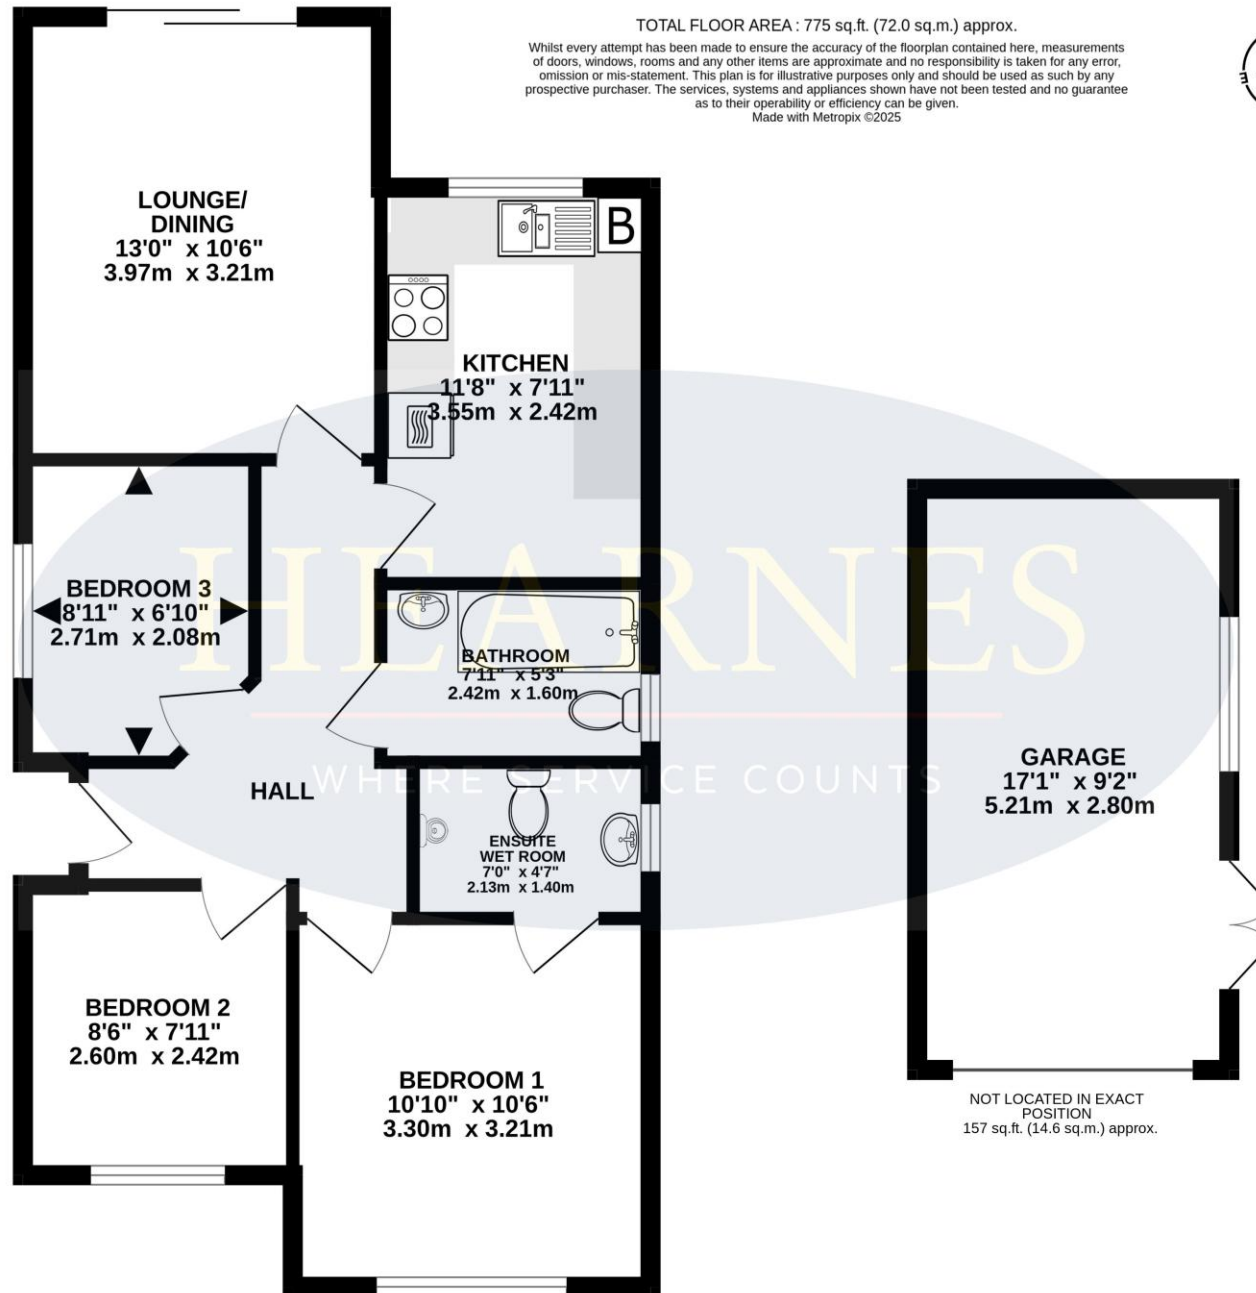 TOTAL FLOOR AREA : 775 sq.ft. (72.0 sq.m.) approx.
Whilst every attempt has been made to ensure the accuracy of the floorplan contained here, measurements
of doors, windows, rooms and any other items are approximate and no responsibility is taken for any error,
omission or mis-statement. This plan is for illustrative purposes only and should be used as such by any
prospective purchaser. The services, systems and appliances shown have not been tested and no guarantee
as to their operability or efficiency can be given.
Made with Metropix ©2025
LOUNGE/
DINING
13'0" x 10'6"
3.97m x 3.21m
B
KITCHEN
11'8" x 7'11"
3.55m x 2.42m
BEDROOM 3
8'11" x 6'10"
2.71m x 2.08m
HEARNES
WHERE SERVICE COUNTS
BATHROOM
7'11" x 5'3"
2.42m x 1.60m
HALL
ENSUITE
WET ROOM
7'0" x 4'7"
2.13m x 1.40m
BEDROOM 2
8'6" x 7'11"
2.60m x 2.42m
BEDROOM 1
10'10" x 10'6"
3.30m x 3.21m
GARAGE
17'1" x 9'2"
5.21m x 2.80m
NOT LOCATED IN EXACT
POSITION
157 sq.ft. (14.6 sq.m.) approx.